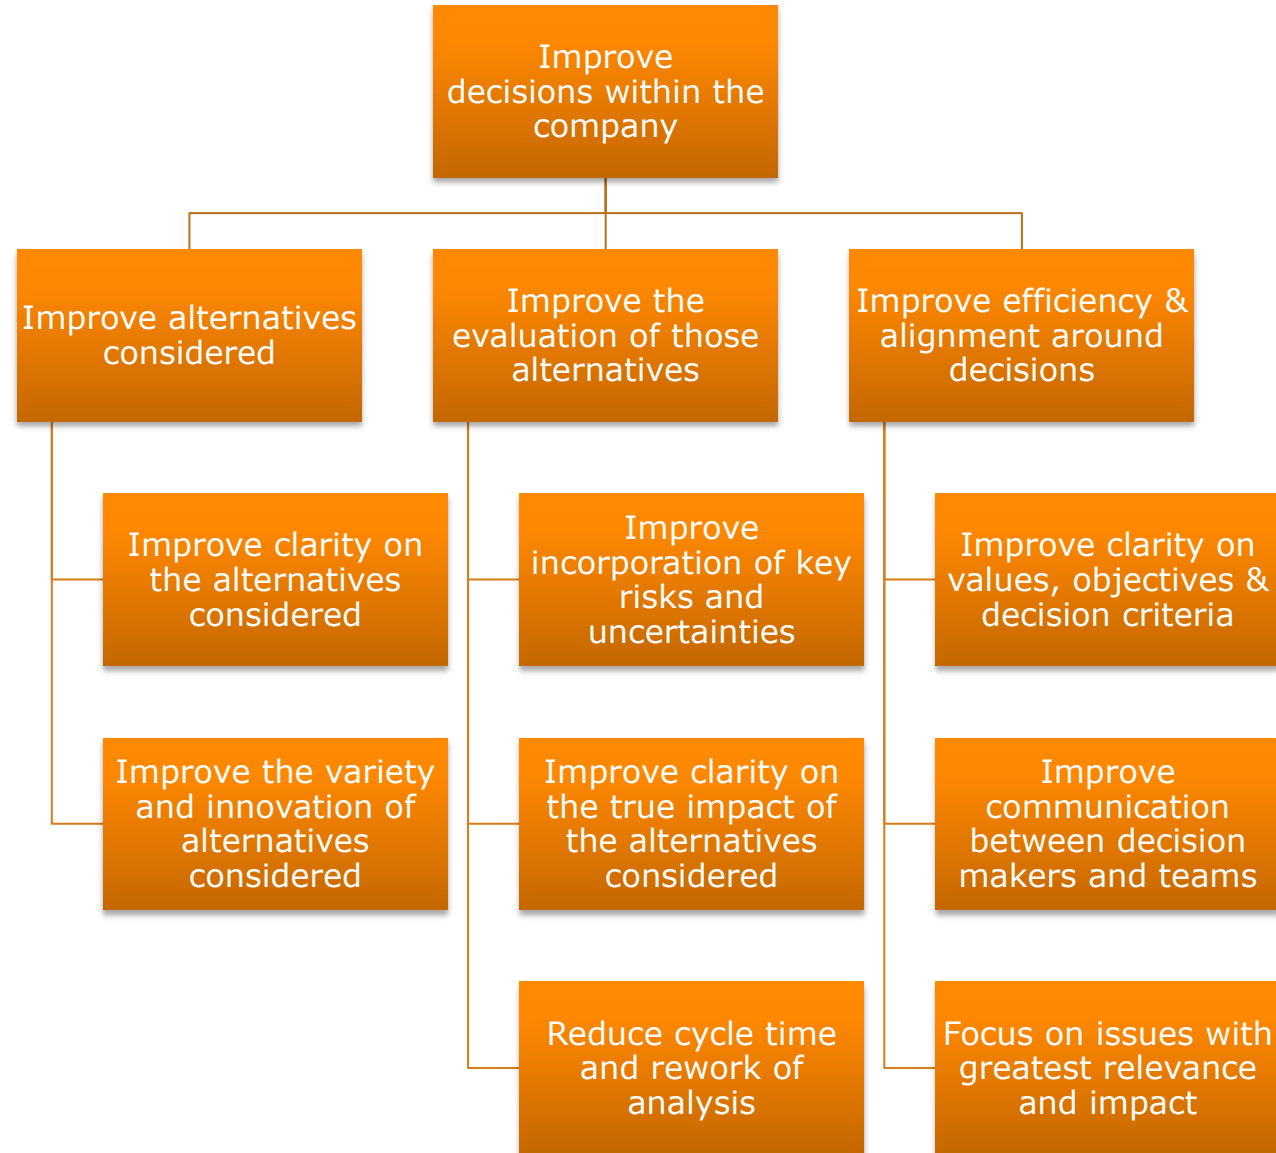 Improve
decisions within the
company
Improve alternatives
considered
Improve the
evaluation of those
alternatives
Improve efficiency &
alignment around
decisions
Improve clarity on
the alternatives
considered
Improve
incorporation of key
risks and
uncertainties
Improve clarity on
values, objectives &
decision criteria
Improve the variety
and innovation of
alternatives
considered
Improve clarity on
the true impact of
the alternatives
considered
Improve
communication
between decision
makers and teams
Reduce cycle time
and rework of
analysis
Focus on issues with
greatest relevance
and impact